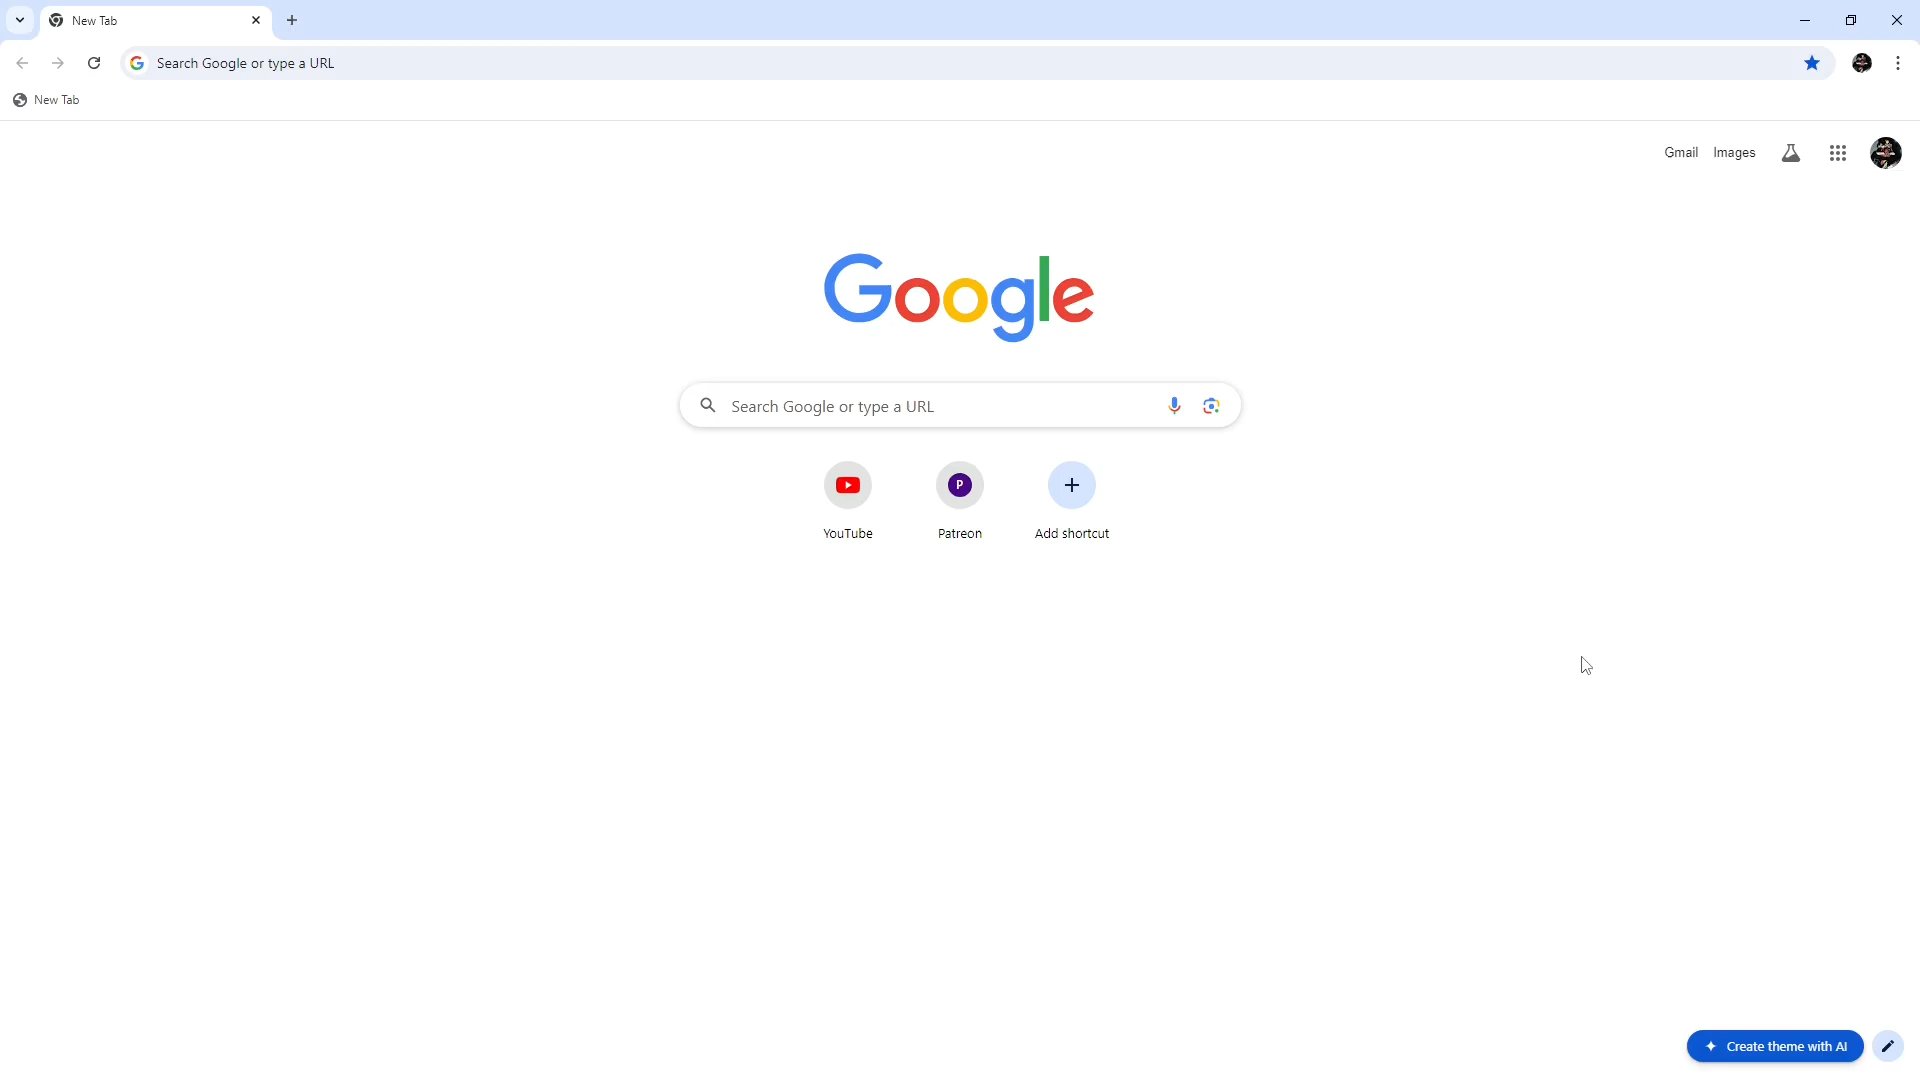 New Tab
Search Google or type a URL
New Tab
Gmail Images
Google
Search Google or type a URL
P
YouTube Patreon Add shortcut
Create theme with AI